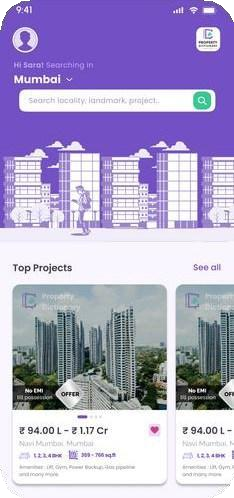 9:41
PROPERTY
DICTIONARY
Hi Sara! Searching in
Mumbai
Search locality, landmark, project..
Top Projects
See all
Property
Dictionary
No EMI
till possession
OFFER
₹ 94.00 L - ₹ 1.17 Cr
Navi Mumbai, Mumbai
1, 2, 3, 4 BHK
359 - 766 sq.ft
Amenities : Lift, Gym, Power Backup, Gas pipeline
and many more.
No EMI
till possession
₹ 94.00 L -
Navi Mumbai, M
1, 2, 3, 4 BHK
Amenities : Lift, G
and many more.